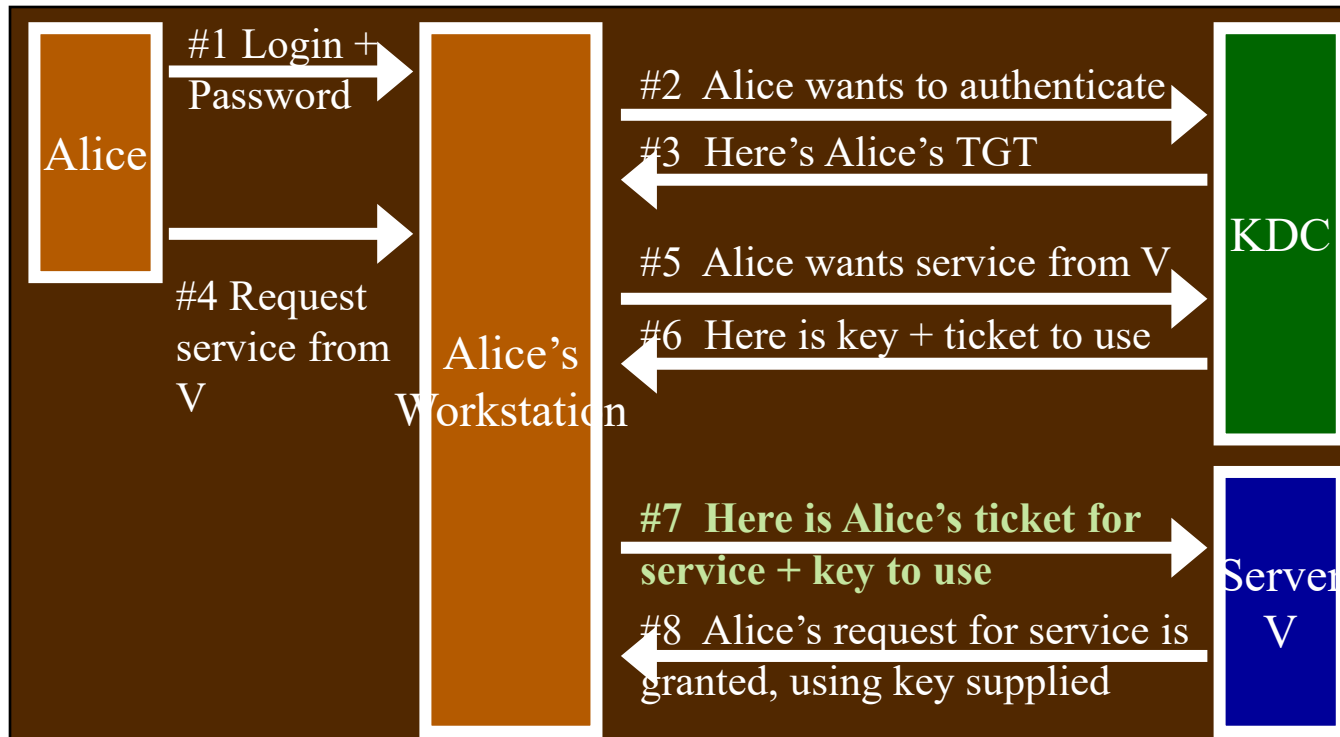 #1 Login +
Password
Alice
#4 Request
service from
V
Alice’s
Workstation
#2 Alice wants to authenticate
#3 Here’s Alice’s TGT
#5 Alice wants service from V
#6 Here is key + ticket to use
#7 Here is Alice’s ticket for
service + key to use
#8 Alice’s request for service is
granted, using key supplied
KDC
Server
V